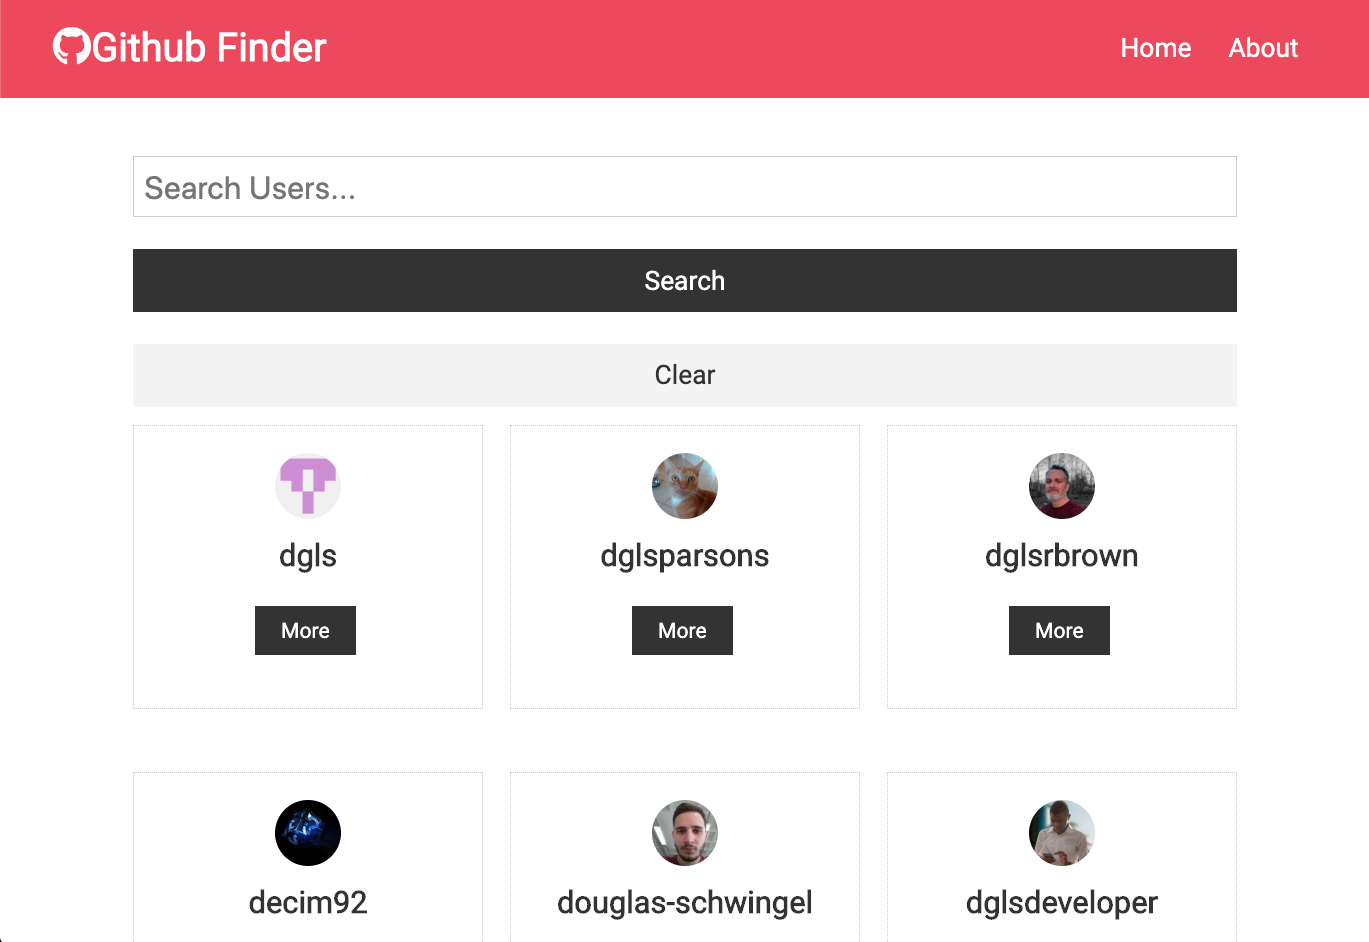 Github Finder
Home
About
Search Users...
Search
Clear
dgls
dglsparsons
dglsrbrown
More
More
More
decim92
douglas-schwingel
dglsdeveloper